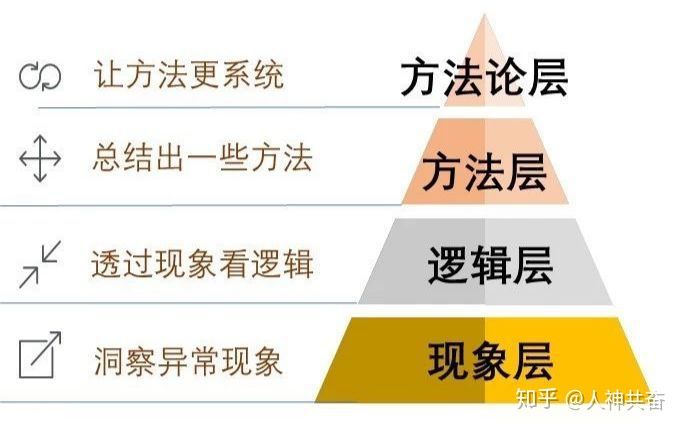 让方法更系统
方法论层
总结出一些方法
方法层
透过现象看逻辑
逻辑层
洞察异常现象
现象层
知乎 @人神共奋